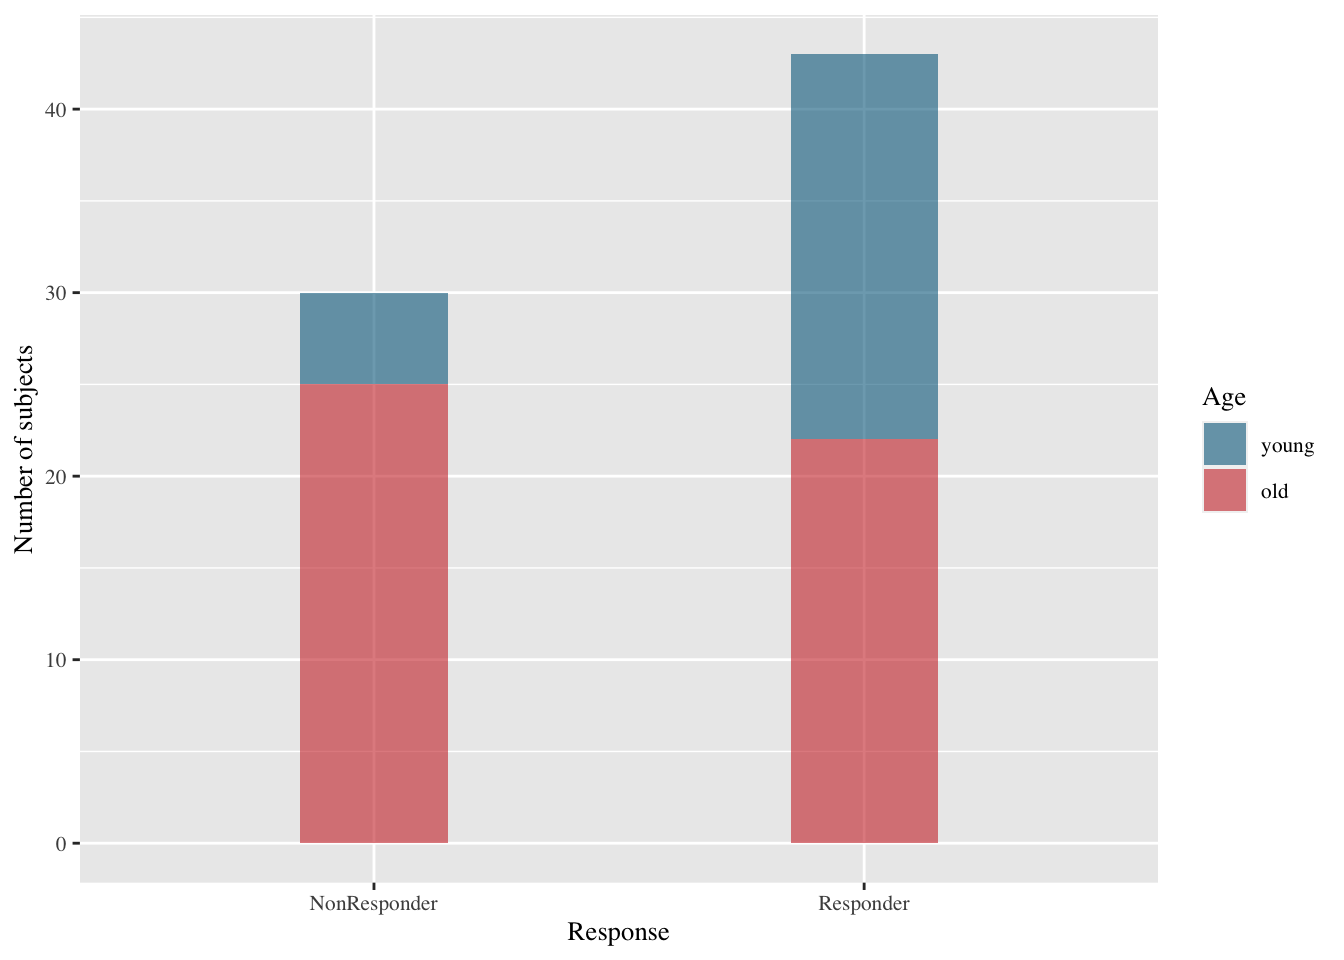 40
30
20
10
0
Number of subjects
NonResponder
Responder
Response
Age
young
old